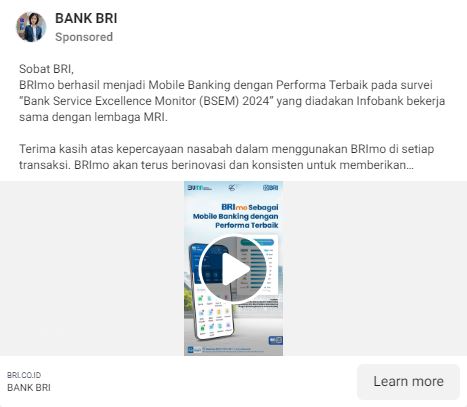 BANK BRI
Sponsored
Sobat BRI,
BRImo berhasil menjadi Mobile Banking dengan Performa Terbaik pada survei
“Bank Service Excellence Monitor (BSEM) 2024” yang diadakan Infobank bekerja
sama dengan lembaga MRI.
Terima kasih atas kepercayaan nasabah dalam menggunakan BRImo di setiap
transaksi. BRImo akan terus berinovasi dan konsisten untuk memberikan...
BRI
BRImo Sebagai
Mobile Banking dengan
Performa Terbaik
BRI.CO.ID
BANK BRI
Learn more